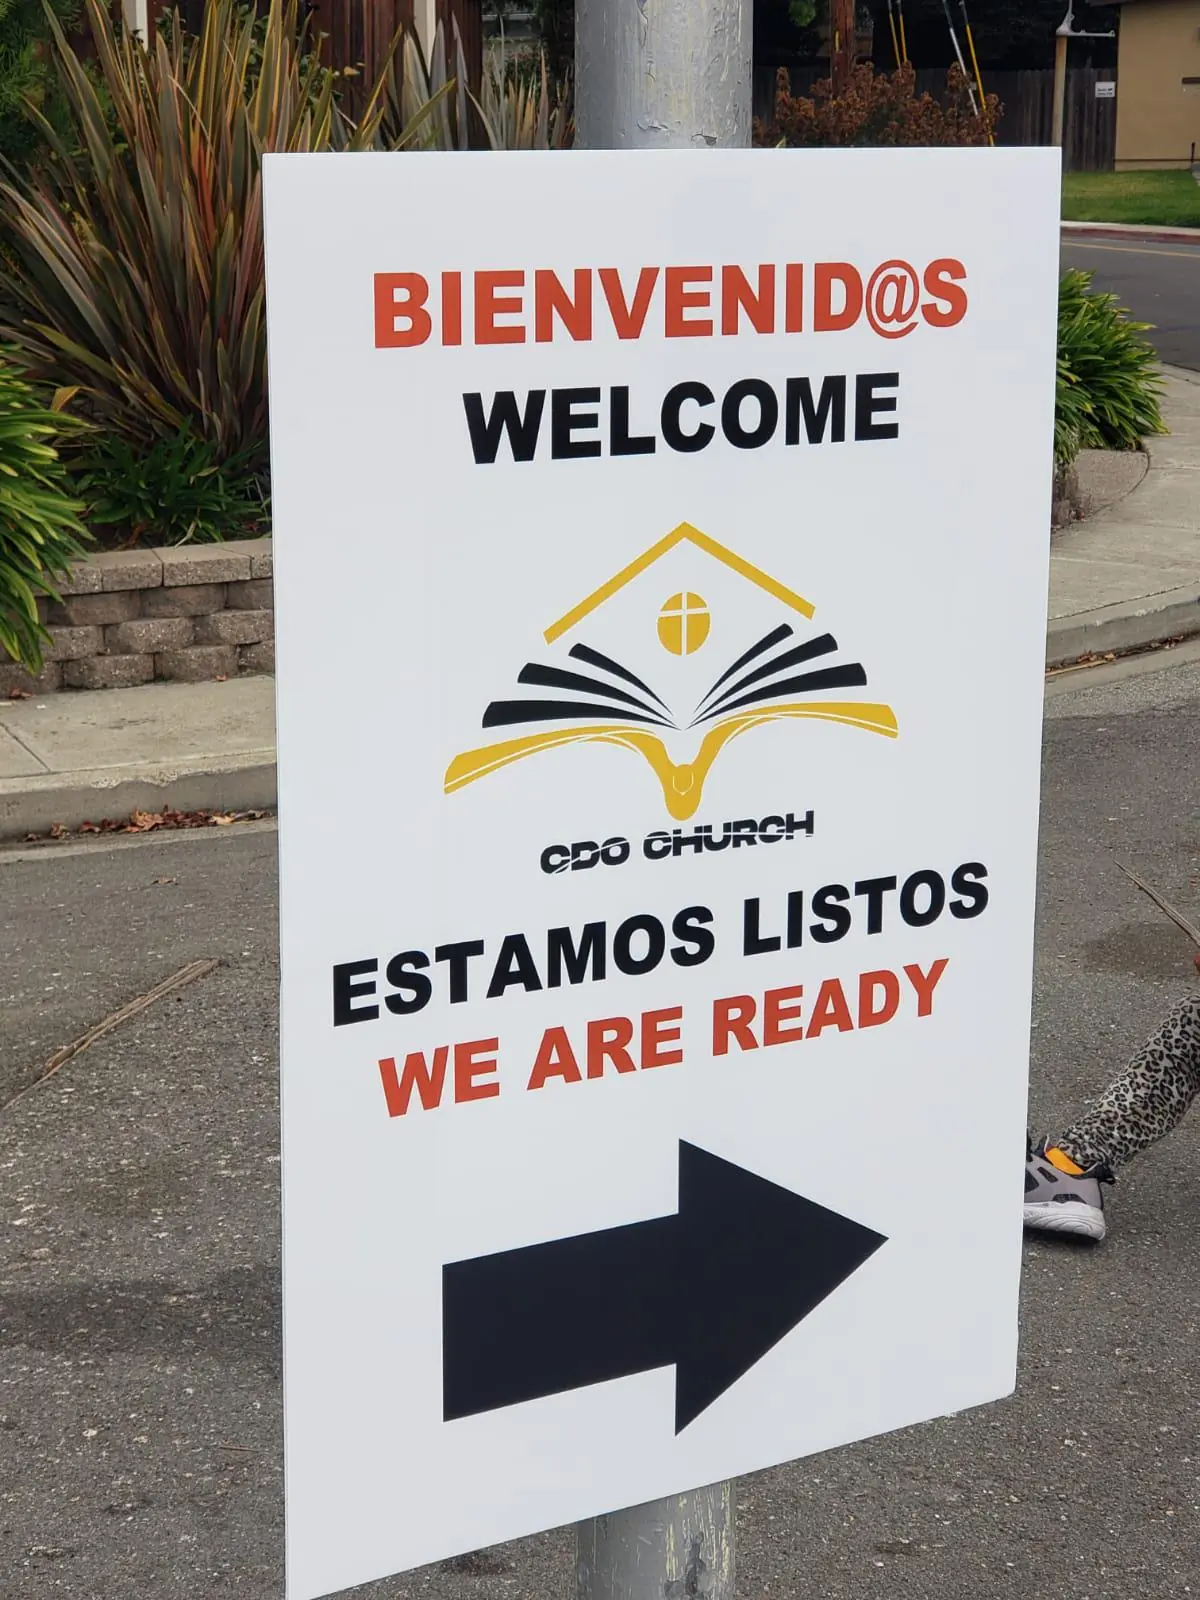 BIENVENID@S
WELCOME
CDO CHURCH
ESTAMOS LISTOS
WE ARE READY